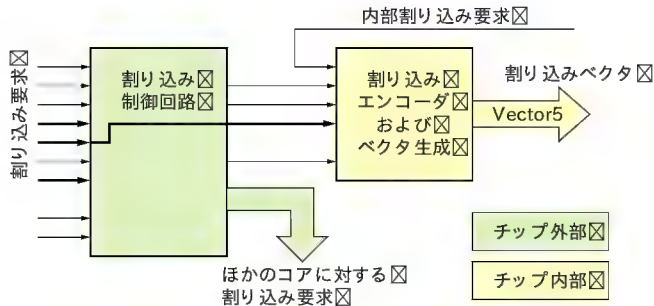 内部割り込み要求
割り込み要求
割り込み
制御回路
割り込み
エンコーダ
および
ベクタ生成
割り込みベクタ
Vector5
ほかのコアに対する
割り込み要求
チップ外部
チップ内部